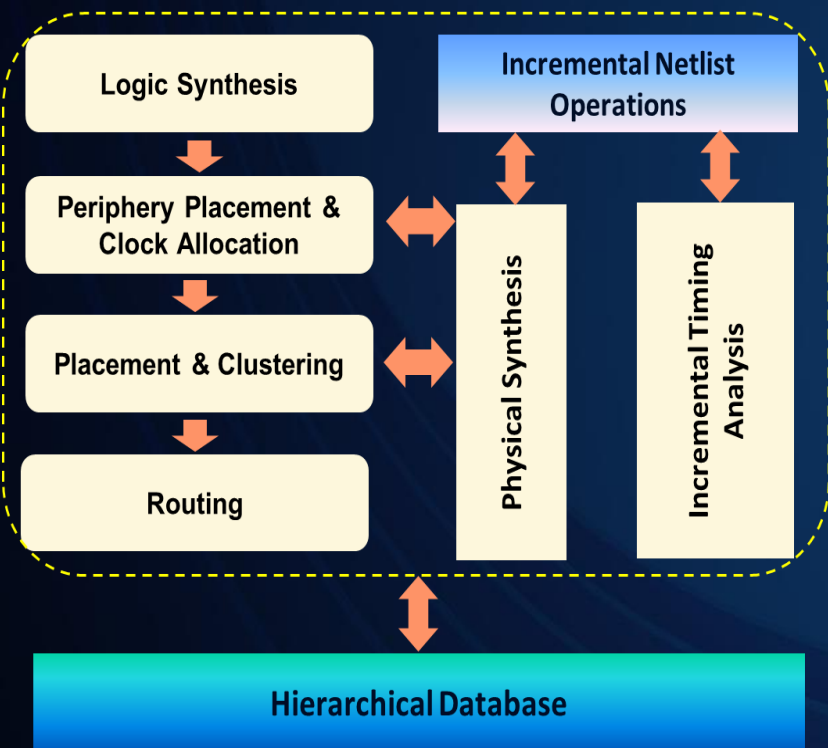 Logic Synthesis
Incremental Netlist
Operations
Periphery Placement &
Clock Allocation
Placement & Clustering
Routing
Physical Synthesis
Incremental Timing
Analysis
Hierarchical Database